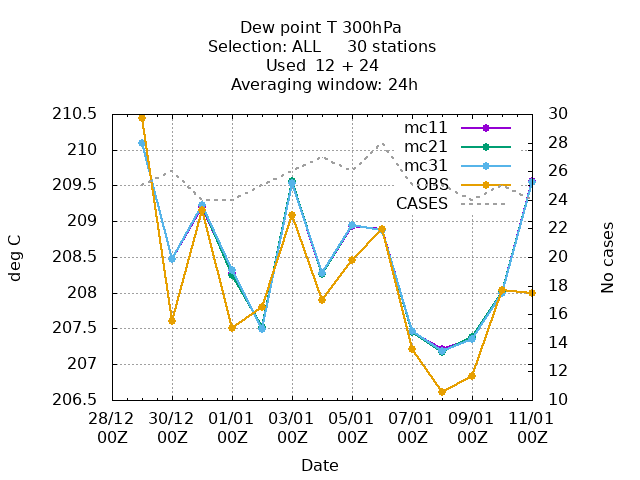 Dew point T 300hPa
Selection: ALL 30 stations
Used 12 + 24
Averaging window: 24h
210.5
210
209.5
209
208.5
208
207.5
207
206.5
deg C
30
28
26
24
22
20
18
16
14
12
10
No cases
mc11
mc21
mc31
OBS
CASES
28/12 30/12 01/01 03/01 05/01 07/01 09/01 11/01
00Z 00Z 00Z 00Z 00Z 00Z 00Z 00Z
Date